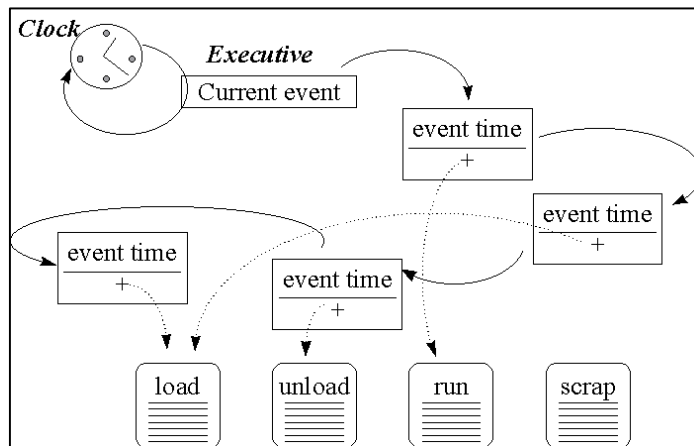 Clock
Executive
Current event
event time
+
event time
+
event time
+
event time
+
load
unload
run
scrap